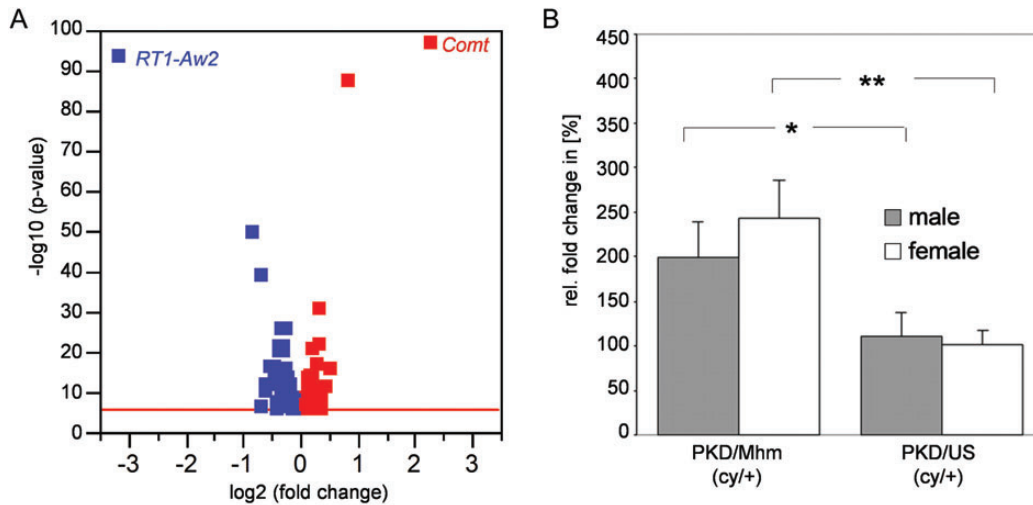 A
100
90
80
70
60
50
40
30
20
10
0
-log10 (p-value)
RT1-Aw2
Comt
-3 -2 -1 0 1 2 3
log2 (fold change)
B
450
400
350
300
250
200
150
100
50
0
rel. fold change in [%]
*
**
male
female
PKD/Mhm
(cy/+)
PKD/US
(cy/+)